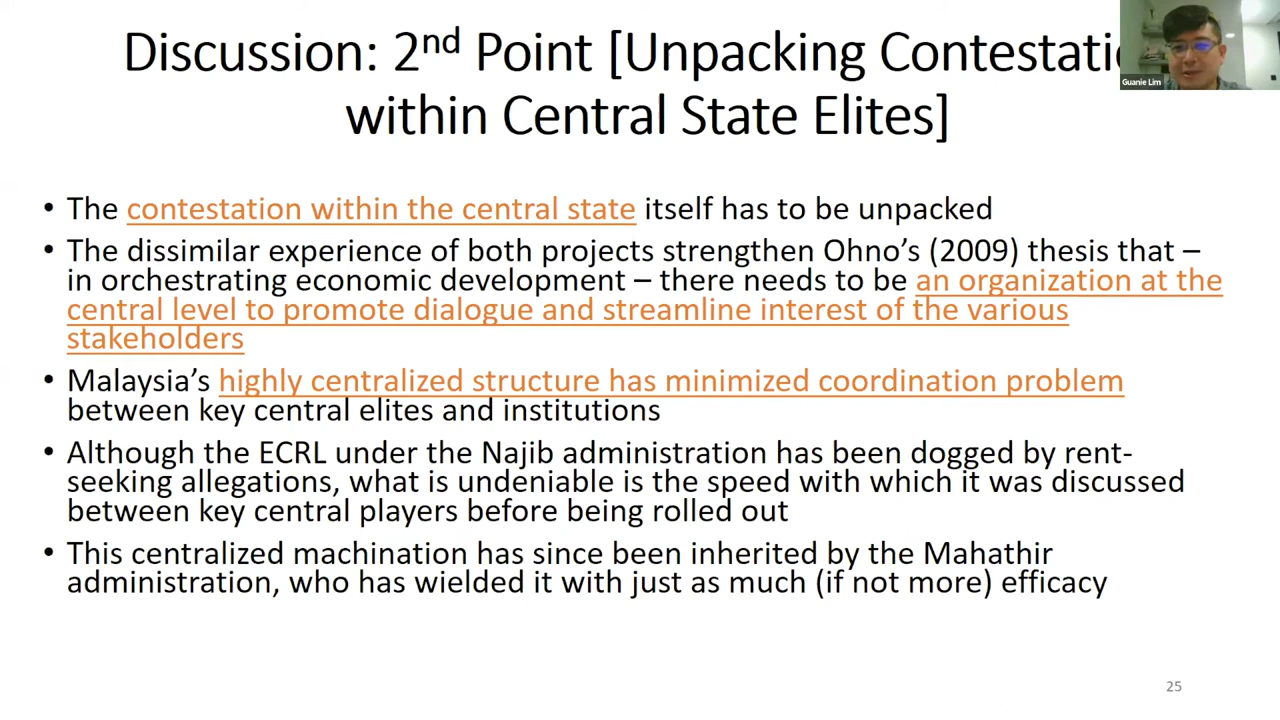 Discussion: 2nd Point [Unpacking
within Central State Elites]
Guanie Lim
• The contestation within the central state itself has to be unpacked
• The dissimilar experience of both projects strengthen Ohno's (2009) thesis that –
in orchestrating economic development – there needs to be an organization at the
central level to promote dialogue and streamline interest of the various
stakeholders
• Malaysia's highly centralized structure has minimized coordination problem
between key central elites and institutions
• Although the ECRL under the Najib administration has been dogged by rent-
seeking allegations, what is undeniable is the speed with which it was discussed
between key central players before being rolled out
• This centralized machination has since been inherited by the Mahathir
administration, who has wielded it with just as much (if not more) efficacy
25